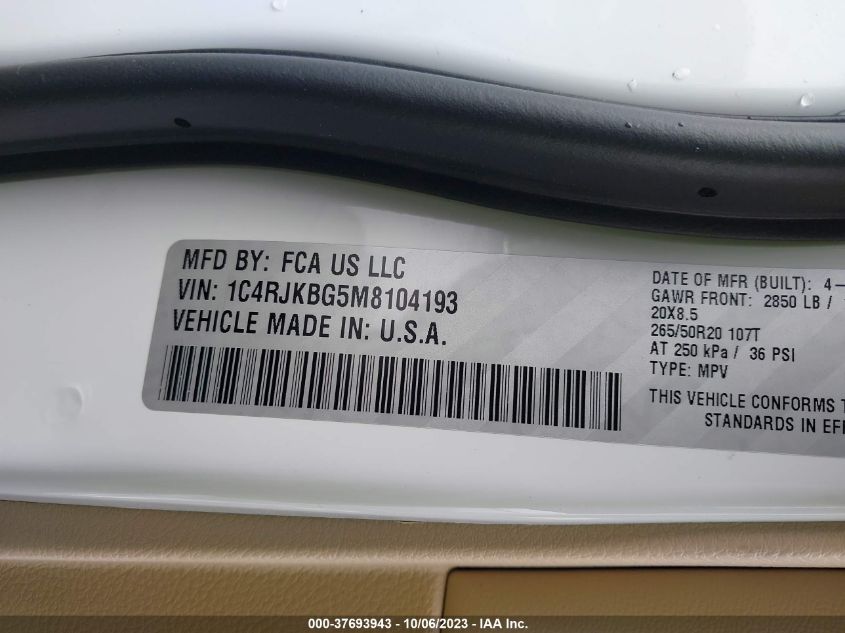 MFD BY: FCA US LLC
VIN: 1C4RJKBG5M8104193
VEHICLE MADE IN: U.S.A.
DATE OF MFR (BUILT): 4-
GAWR FRONT: 2850 LB /
20X8.5
265/50R20 107T
AT 250 kPa / 36 PSI
TYPE: MPV
THIS VEHICLE CONFORMS T
STANDARDS IN EFF
000-37693943 - 10/06/2023 - IAA Inc.